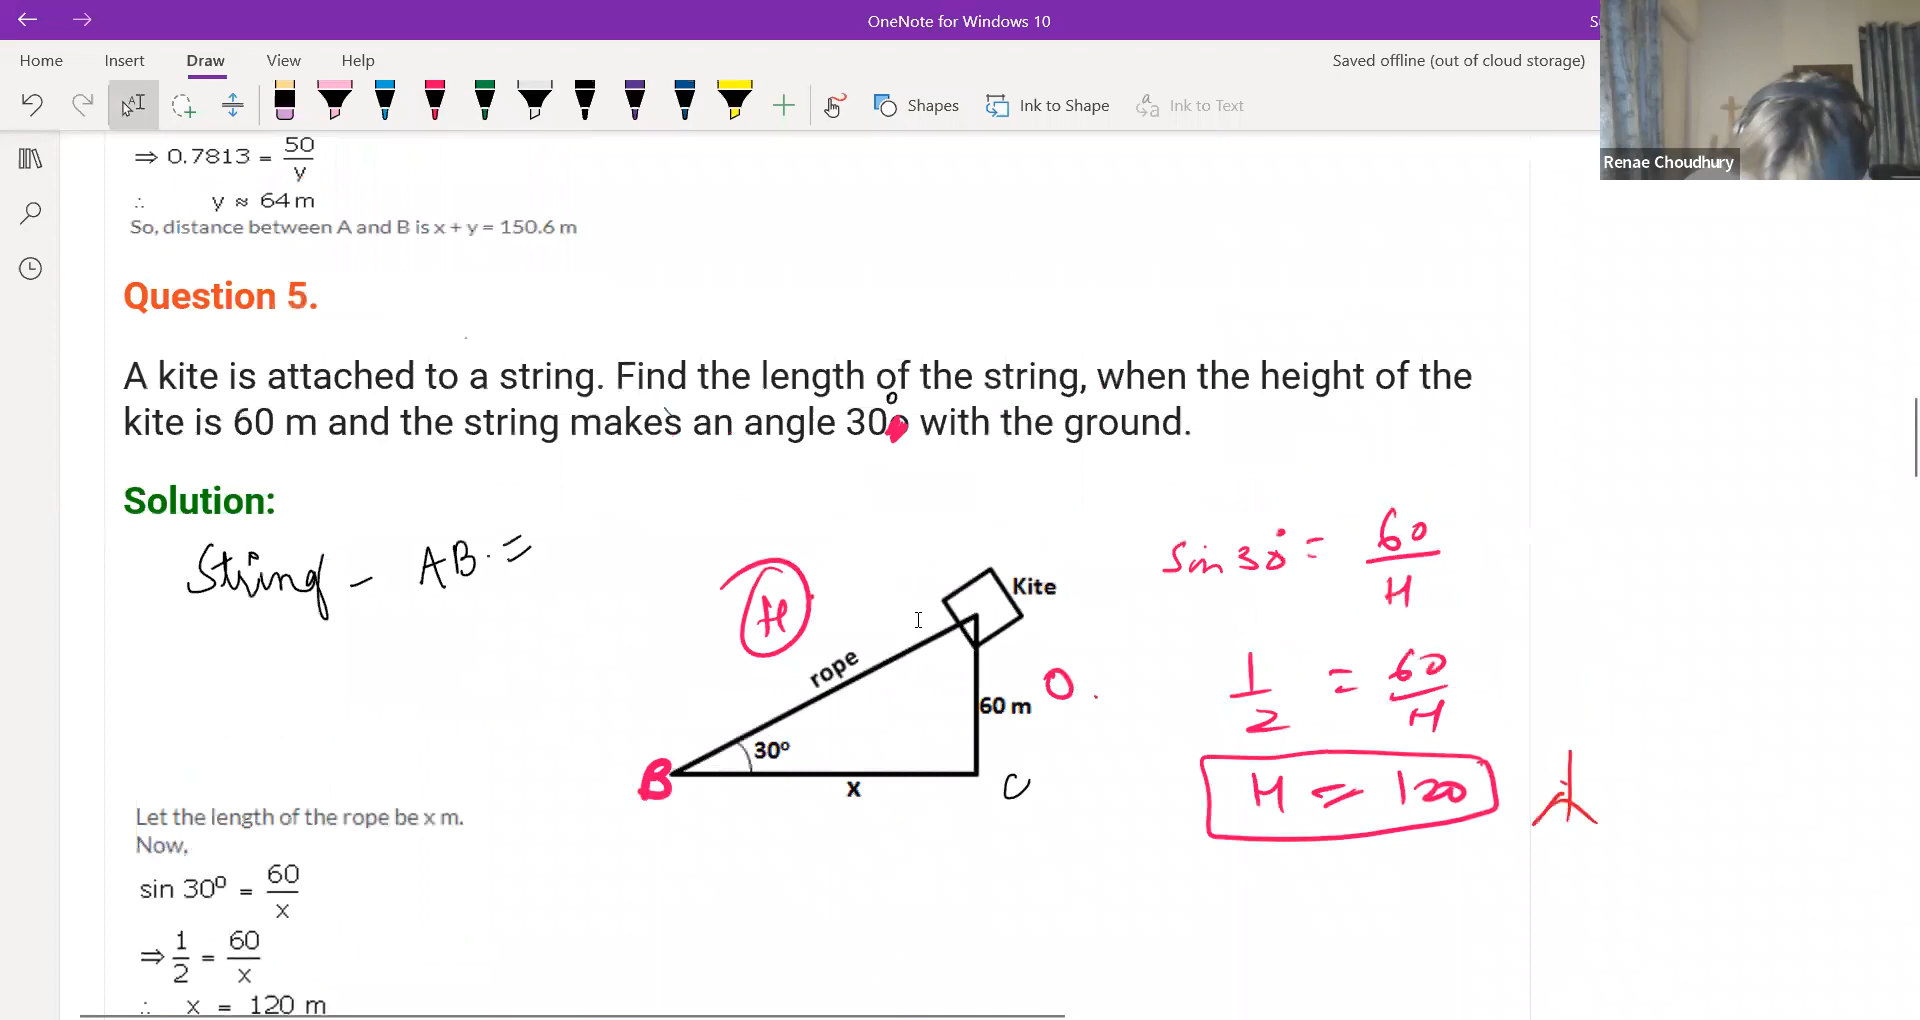 OneNote for Windows 10
Home Insert Draw View Help
Saved offline (out of cloud storage)
Shapes Ink to Shape Ink to Text
Renae Choudhury
⇒ 0.7813 = 50/y
∴ y ≈ 64 m
So, distance between A and B is x + y = 150.6 m
Question 5.
A kite is attached to a string. Find the length of the string, when the height of the
kite is 60 m and the string makes an angle 30° with the ground.
Solution:
String - AB =
H
Kite
rope
60 m
O.
30°
B
x
C
Sin 30° = 60/H
1/2 = 60/H
H = 120
Let the length of the rope be x m.
Now,
sin 30⁰ = 60/x
⇒ 1/2 = 60/x
∴ x = 120 m